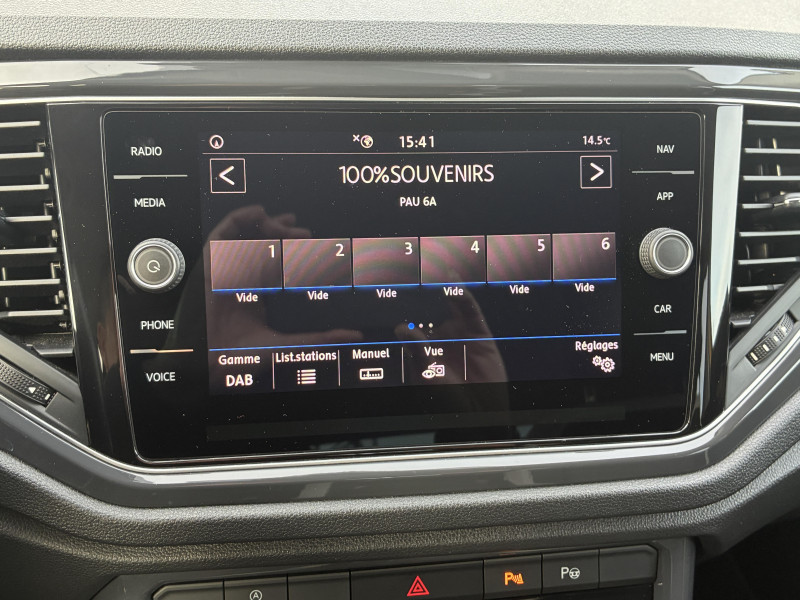 15:41 14.5°C
RADIO NAV
< 100%SOUVENIRS >
MEDIA PAU 6A APP
1 2 3 4 5 6
Vide Vide Vide Vide Vide Vide
PHONE CAR
Gamme List.stations Manuel Vue Réglages
VOICE DAB MENU
A P P